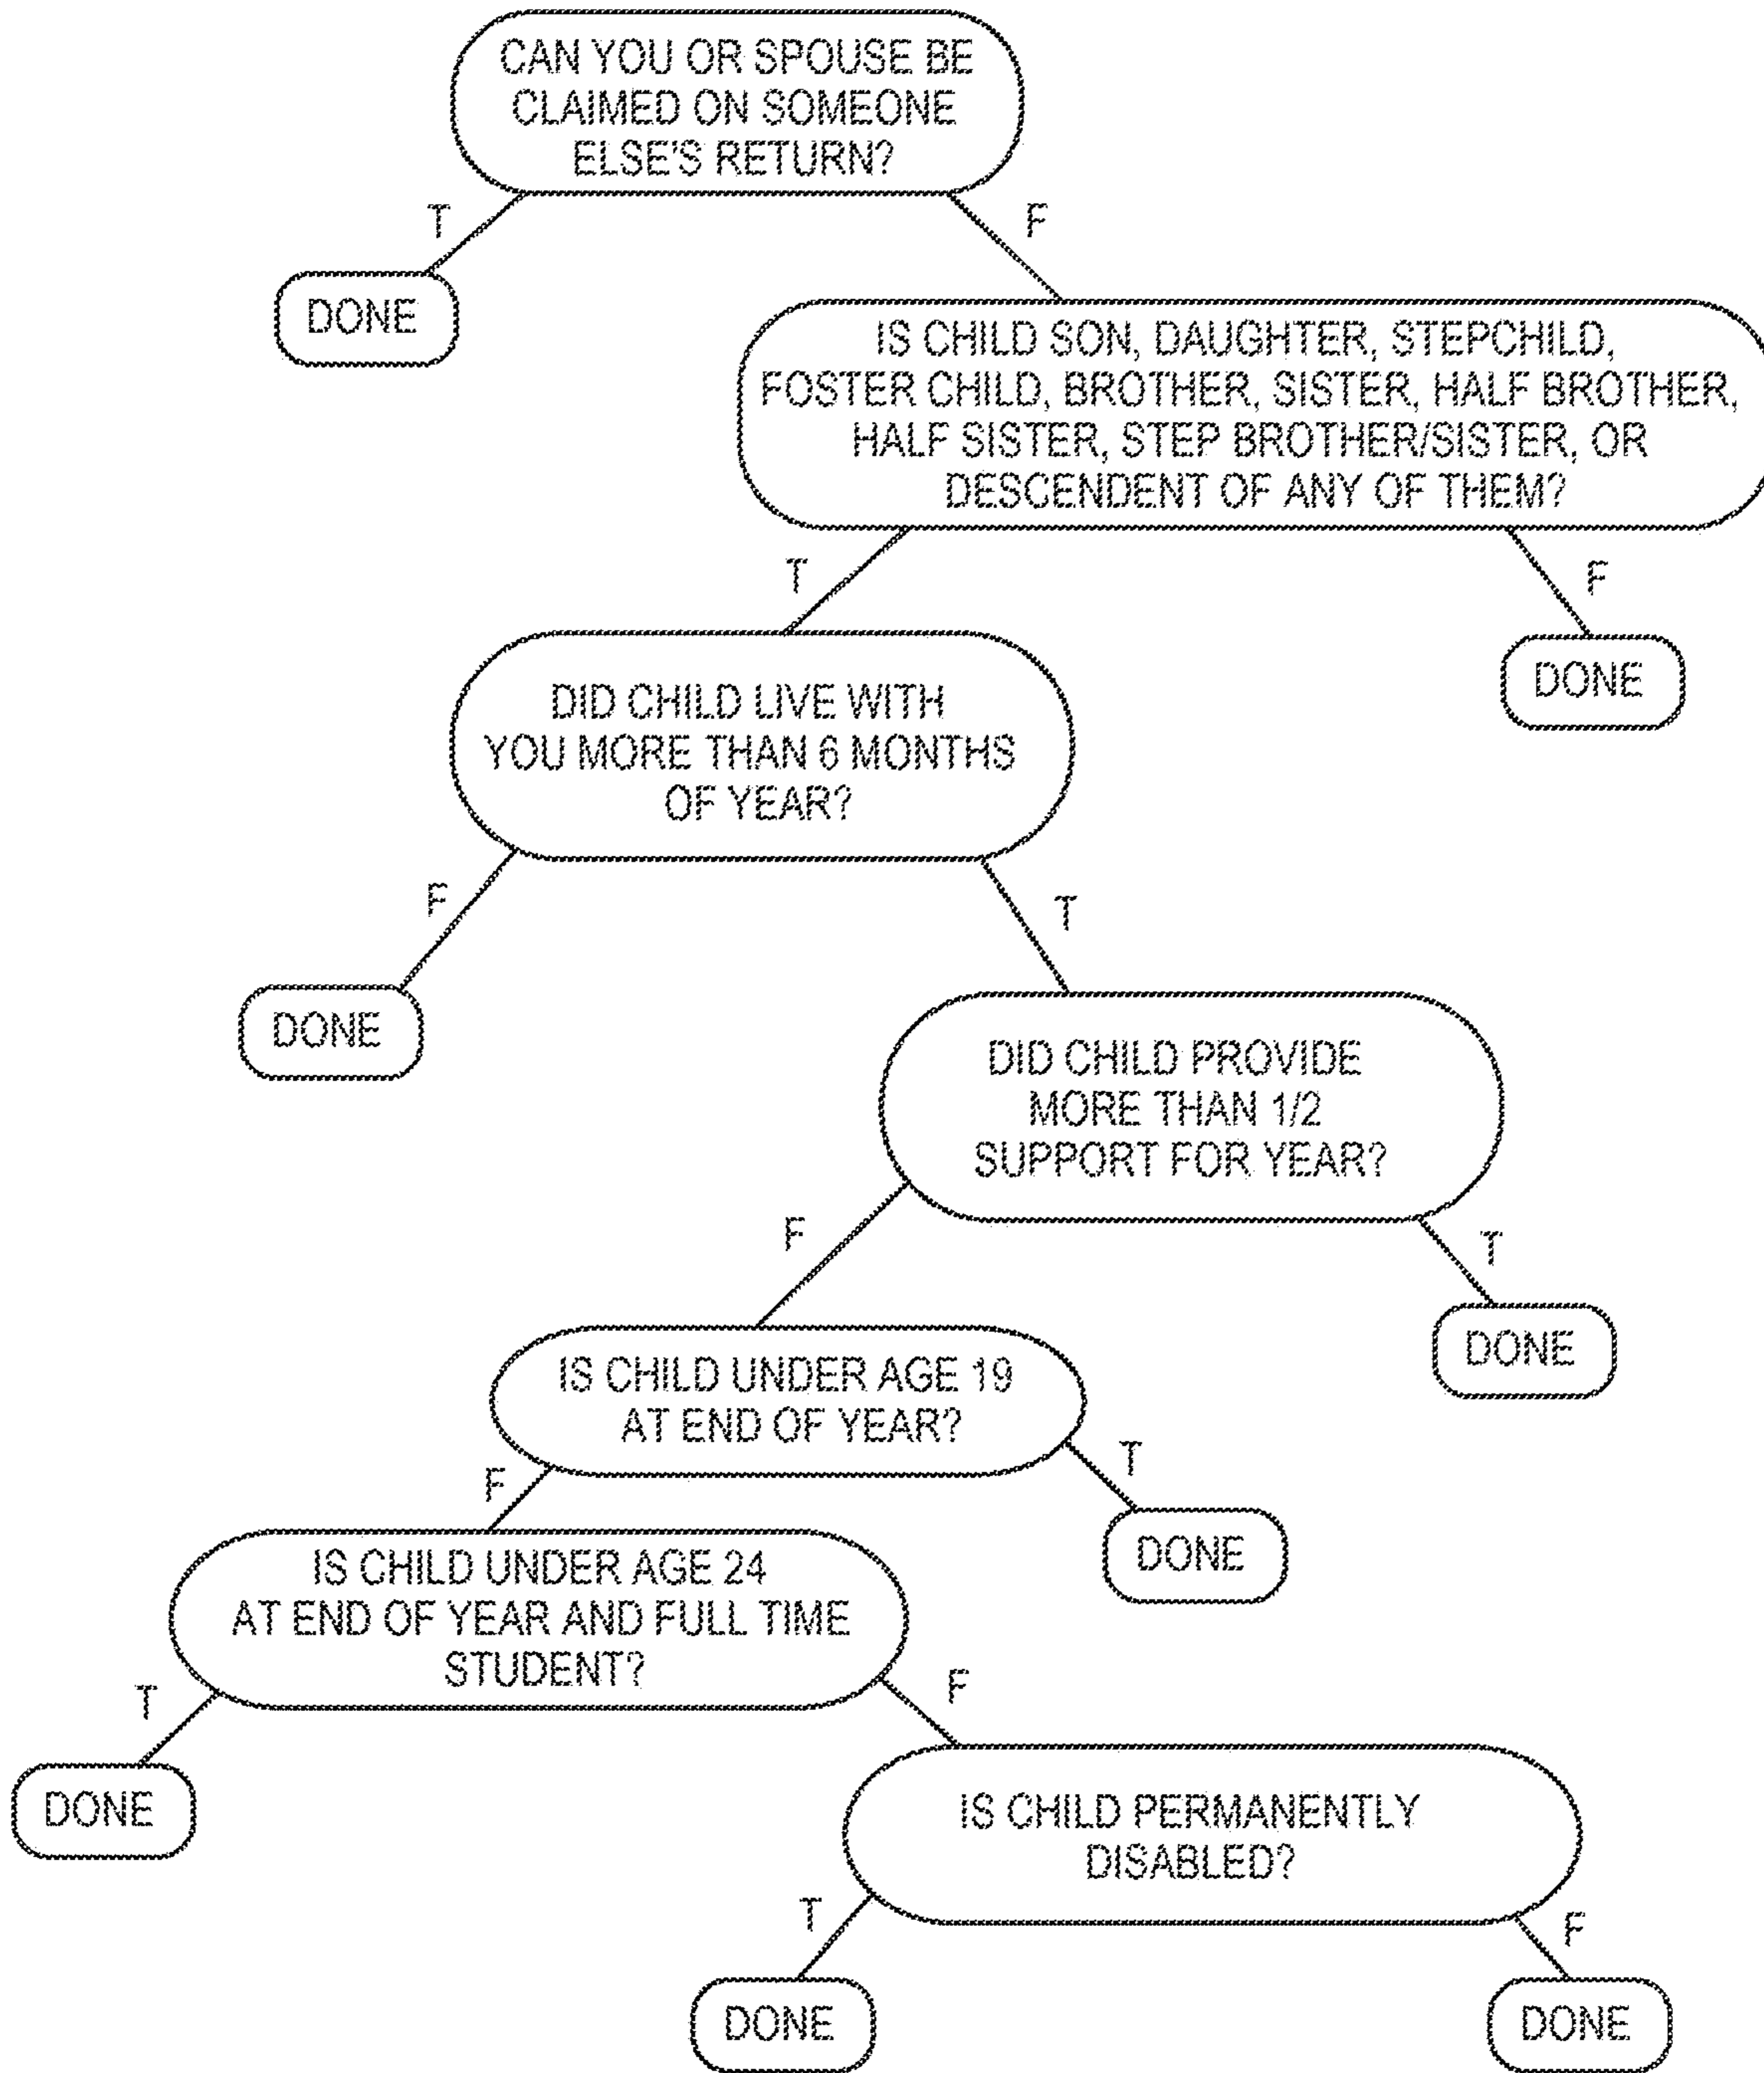 CAN YOU OR SPOUSE BE
CLAIMED ON SOMEONE
ELSE'S RETURN?
T
F
DONE
IS CHILD SON, DAUGHTER, STEPCHILD,
FOSTER CHILD, BROTHER, SISTER, HALF BROTHER,
HALF SISTER, STEP BROTHER/SISTER, OR
DESCENDENT OF ANY OF THEM?
T
F
DONE
DID CHILD LIVE WITH
YOU MORE THAN 6 MONTHS
OF YEAR?
F
T
DONE
DID CHILD PROVIDE
MORE THAN 1/2
SUPPORT FOR YEAR?
F
T
DONE
IS CHILD UNDER AGE 19
AT END OF YEAR?
F
T
DONE
IS CHILD UNDER AGE 24
AT END OF YEAR AND FULL TIME
STUDENT?
T
F
DONE
IS CHILD PERMANENTLY
DISABLED?
T
F
DONE
DONE